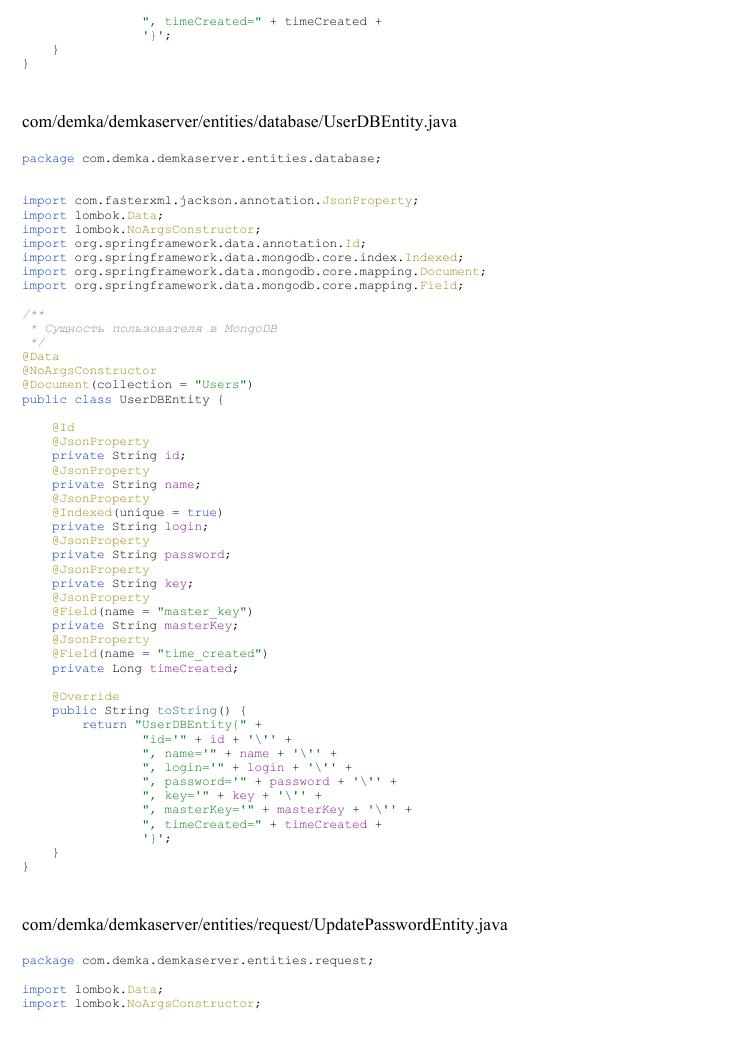 ", timeCreated=" + timeCreated +
'}';
}
}
com/demka/demkaserver/entities/database/UserDBEntity.java
package com.demka.demkaserver.entities.database;
import com.fasterxml.jackson.annotation.JsonProperty;
import lombok.Data;
import lombok.NoArgsConstructor;
import org.springframework.data.annotation.Id;
import org.springframework.data.mongodb.core.index.Indexed;
import org.springframework.data.mongodb.core.mapping.Document;
import org.springframework.data.mongodb.core.mapping.Field;
/**
* Сущность пользователя в MongoDB
*/
@Data
@NoArgsConstructor
@Document(collection = "Users")
public class UserDBEntity {
@Id
@JsonProperty
private String id;
@JsonProperty
private String name;
@JsonProperty
@Indexed(unique = true)
private String login;
@JsonProperty
private String password;
@JsonProperty
private String key;
@JsonProperty
@Field(name = "master_key")
private String masterKey;
@JsonProperty
@Field(name = "time_created")
private Long timeCreated;
@Override
public String toString() {
return "UserDBEntity{" +
"id='" + id + '\'' +
", name='" + name + '\'' +
", login='" + login + '\'' +
", password='" + password + '\'' +
", key='" + key + '\'' +
", masterKey='" + masterKey + '\'' +
", timeCreated=" + timeCreated +
'}';
}
}
com/demka/demkaserver/entities/request/UpdatePasswordEntity.java
package com.demka.demkaserver.entities.request;
import lombok.Data;
import lombok.NoArgsConstructor;